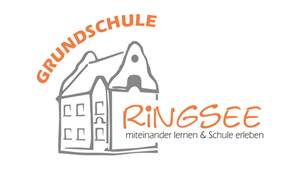 GRUNDSCHULE
RiNGSEE
miteinander lernen & Schule erleben